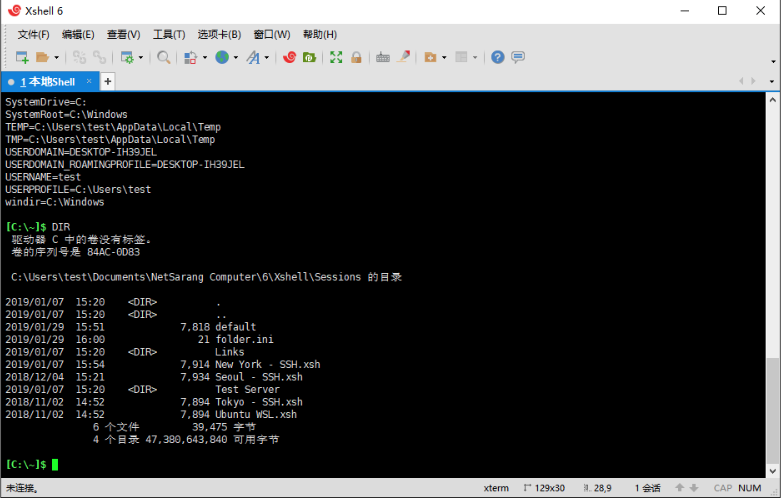 Xshell 6
文件(F) 编辑(E) 查看(V) 工具(T) 选项卡(B) 窗口(W) 帮助(H)
1 本地Shell
SystemDrive=C:
SystemRoot=C:\Windows
TEMP=C:\Users\test\AppData\Local\Temp
TMP=C:\Users\test\AppData\Local\Temp
USERDOMAIN=DESKTOP-IH39JEL
USERDOMAIN_ROAMINGPROFILE=DESKTOP-IH39JEL
USERNAME=test
USERPROFILE=C:\Users\test
windir=C:\Windows
[C:\~]$ DIR
驱动器 C 中的卷没有标签。
卷的序列号是 84AC-0D83
C:\Users\test\Documents\NetSarang Computer\6\Xshell\Sessions 的目录
2019/01/07  15:20    <DIR>          .
2019/01/07  15:20    <DIR>          ..
2019/01/29  15:51             7,818 default
2019/01/29  16:00                21 folder.ini
2019/01/07  15:20    <DIR>          Links
2019/01/07  15:54             7,914 New York - SSH.xsh
2018/12/04  15:21             7,934 Seoul - SSH.xsh
2019/01/07  15:20    <DIR>          Test Server
2018/11/02  14:52             7,894 Tokyo - SSH.xsh
2018/11/02  14:52             7,894 Ubuntu WSL.xsh
6 个文件         39,475 字节
4 个目录 47,380,643,840 可用字节
[C:\~]$
未连接。 xterm 129x30 28,9 1 会话 CAP NUM